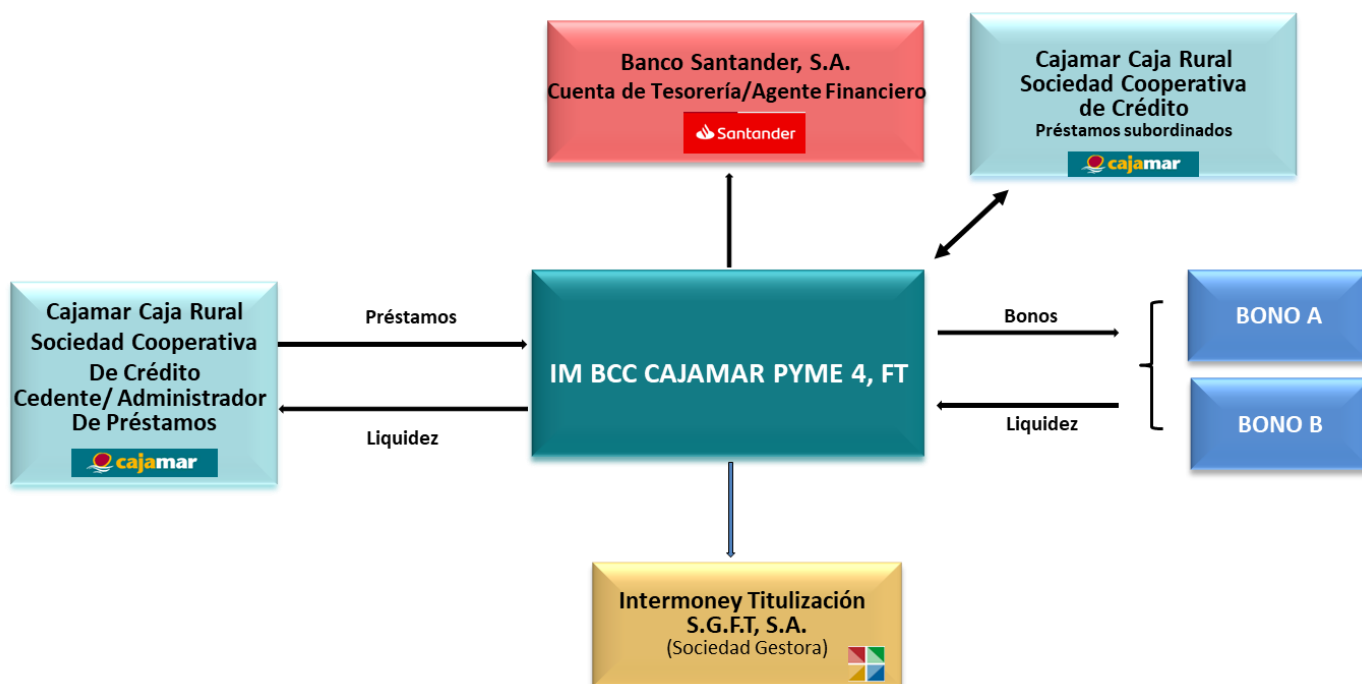 Banco Santander, S.A.
Cuenta de Tesorería/Agente Financiero
Santander
Cajamar Caja Rural
Sociedad Cooperativa
de Crédito
Préstamos subordinados
cajamar
Cajamar Caja Rural
Sociedad Cooperativa
De Crédito
Cedente/ Administrador
De Préstamos
cajamar
Préstamos
Liquidez
IM BCC CAJAMAR PYME 4, FT
Bonos
Liquidez
BONO A
BONO B
Intermoney Titulización
S.G.F.T, S.A.
(Sociedad Gestora)